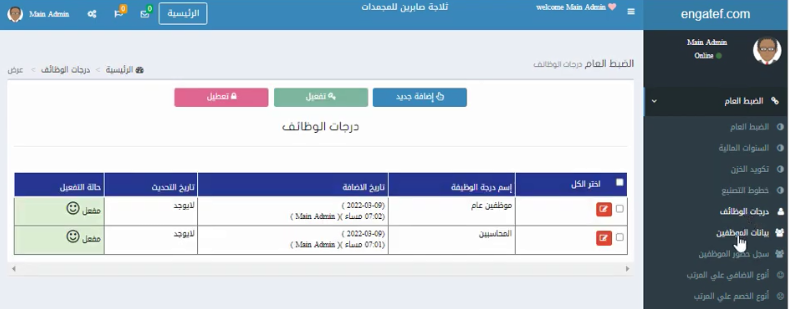 engatef.com
welcome Main Admin
ثلاجة صابرين للمجمدات
الرئيسية
0
0
Main Admin
Main Admin
Online
الضبط العام
الضبط العام
السنوات المالية
تكويد الخزن
خطوط التصنيع
درجات الوظائف
بيانات الموظفين
سجل حضور الموظفين
أنوع الاضافي علي المرتب
أنوع الخصم علي المرتب
الضبط العام درجات الوظائف
الرئيسية > درجات الوظائف > عرض
إضافة جديد
تفعيل
تعطيل
درجات الوظائف
اختر الكل
إسم درجة الوظيفة
تاريخ الاضافة
تاريخ التحديث
حالة التفعيل
موظفين عام
( 2022-03-09)
07:02 مساء )( Main Admin )
لايوجد
مفعل
المحاسبين
( 2022-03-09)
07:01 مساء )( Main Admin )
لايوجد
مفعل